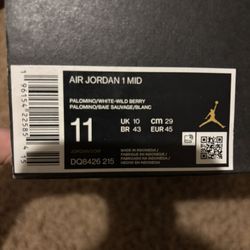 AIR JORDAN 1 MID
PALOMINO/WHITE-WILD BERRY
PALOMINO/BAIE SAUVAGE/BLANC
11
UK 10
cm 29
BR 43
EUR 45
DQ8426 215
MADE IN INDONESIA